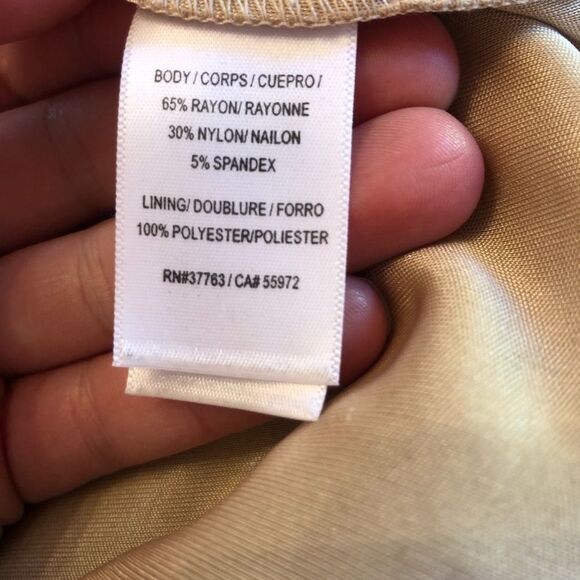 BODY / CORPS / CUEPRO /
65% RAYON/ RAYONNE
30% NYLON/ NAILON
5% SPANDEX
LINING/ DOUBLURE / FORRO
100% POLYESTER/POLIESTER
RN#37763 / CA# 55972